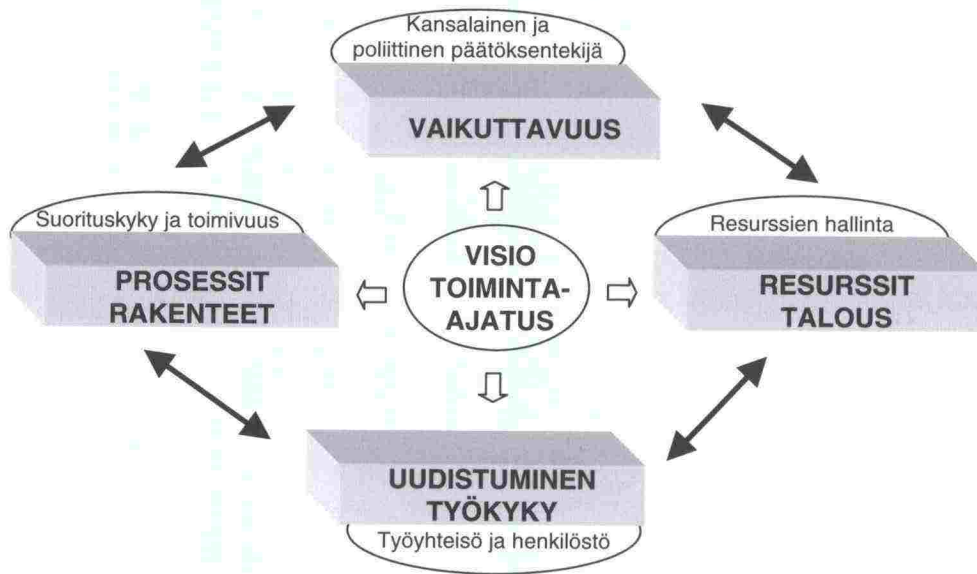 Kansalainen ja
poliittinen päätöksentekijä
VAIKUTTAVUUS
Suorituskyky ja toimivuus
PROSESSIT
RAKENTEET
VISIO
TOIMINTA-
AJATUS
Resurssien hallinta
RESURSSIT
TALOUS
UUDISTUMINEN
TYÖKYKY
Työyhteisö ja henkilöstö